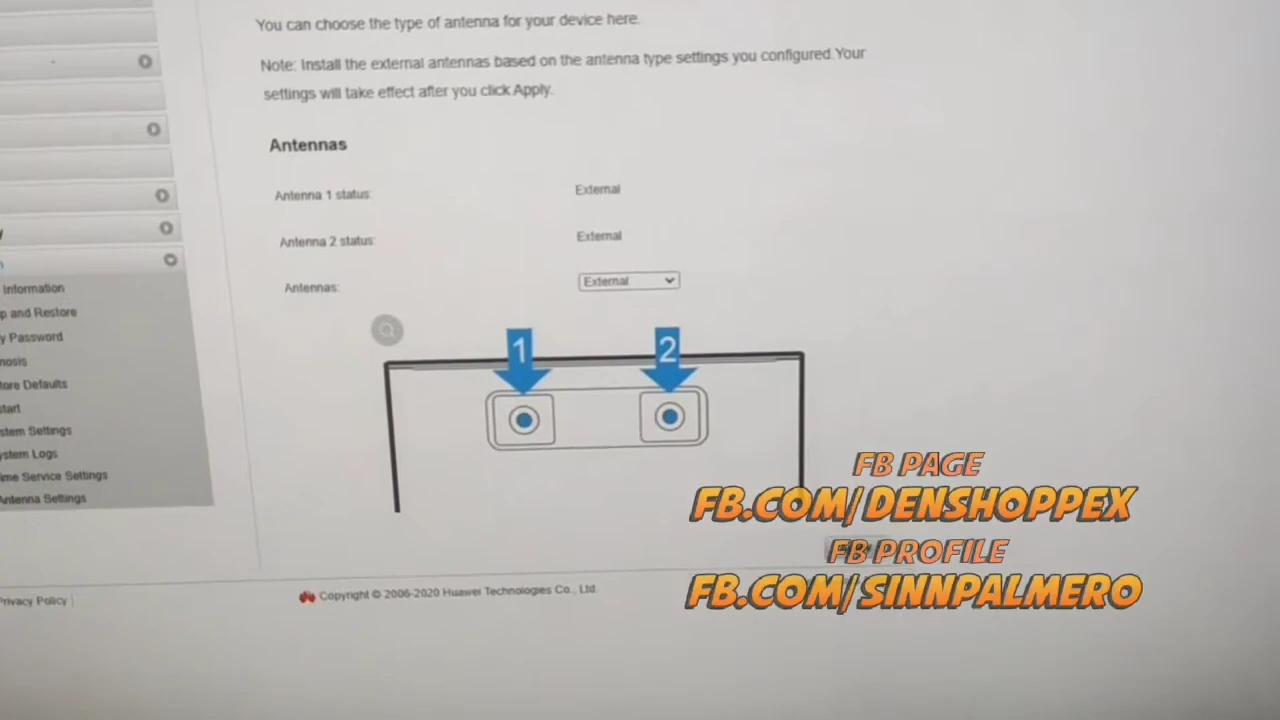 You can choose the type of antenna for your device here.
Note: Install the external antennas based on the antenna type settings you configured.Your
settings will take effect after you click Apply.
Antennas
Antenna 1 status:
External
Antenna 2 status:
External
Antennas:
External
1
2
Information
and Restore
Password
Defaults
Settings
Logs
Service Settings
Antenna Settings
FB PAGE
FB.COM/DENSHOPPEX
FB PROFILE
FB.COM/SINNPALMERO
Privacy Policy |
Copyright © 2006-2020 Huawei Technologies Co., Ltd.